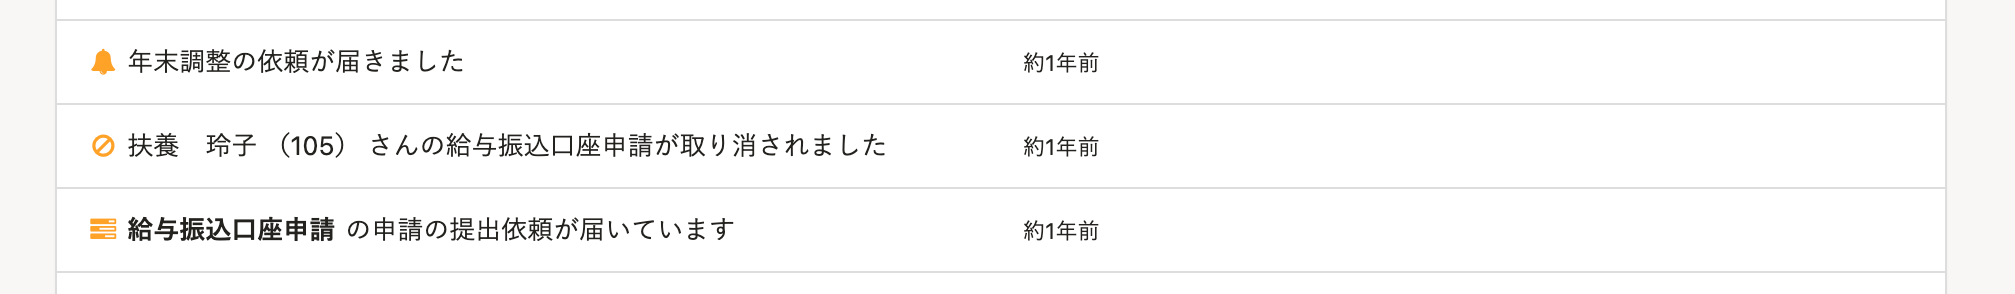 年末調整の依頼が届きました 約1年前
扶養　玲子 （105） さんの給与振込口座申請が取り消されました 約1年前
給与振込口座申請 の申請の提出依頼が届いています 約1年前